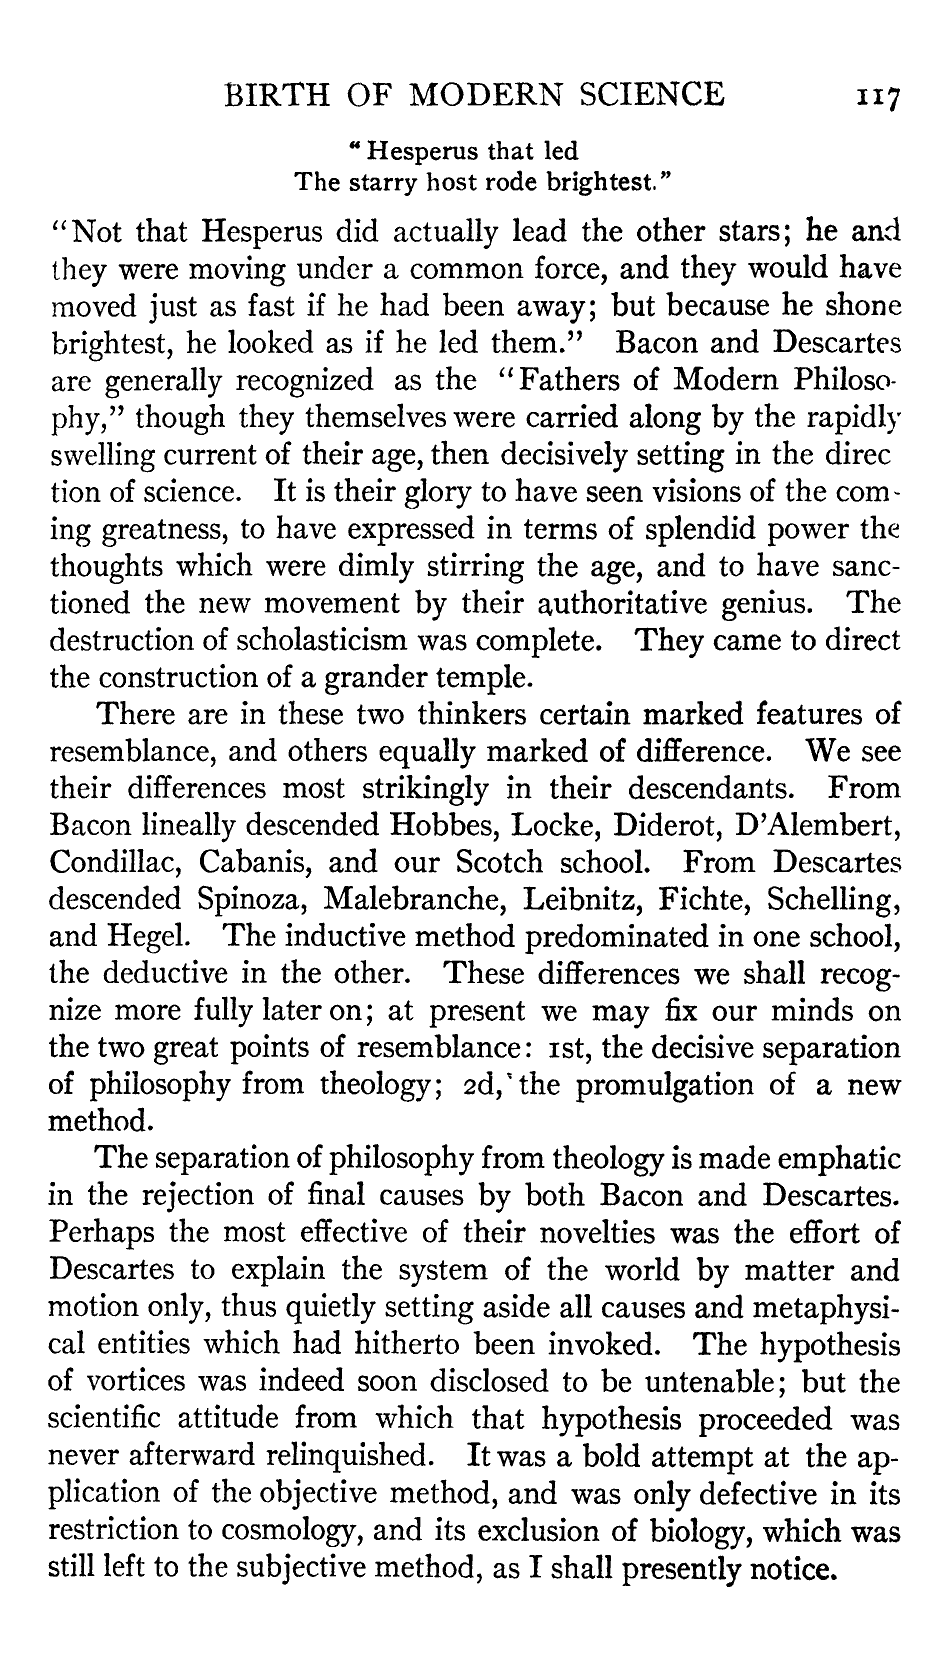 BIRTH OF MODERN SCIENCE 117
“Hesperus that led
The starry host rode brightest.”
“Not that Hesperus did actually lead the other stars; he and
they were moving under a common force, and they would have
moved just as fast if he had been away; but because he shone
brightest, he looked as if he led them.” Bacon and Descartes
are generally recognized as the “Fathers of Modern Philoso-
phy,” though they themselves were carried along by the rapidly
swelling current of their age, then decisively setting in the direc
tion of science. It is their glory to have seen visions of the com-
ing greatness, to have expressed in terms of splendid power the
thoughts which were dimly stirring the age, and to have sanc-
tioned the new movement by their authoritative genius. The
destruction of scholasticism was complete. They came to direct
the construction of a grander temple.
There are in these two thinkers certain marked features of
resemblance, and others equally marked of difference. We see
their differences most strikingly in their descendants. From
Bacon lineally descended Hobbes, Locke, Diderot, D’Alembert,
Condillac, Cabanis, and our Scotch school. From Descartes
descended Spinoza, Malebranche, Leibnitz, Fichte, Schelling,
and Hegel. The inductive method predominated in one school,
the deductive in the other. These differences we shall recog-
nize more fully later on; at present we may fix our minds on
the two great points of resemblance: 1st, the decisive separation
of philosophy from theology; 2d, the promulgation of a new
method.
The separation of philosophy from theology is made emphatic
in the rejection of final causes by both Bacon and Descartes.
Perhaps the most effective of their novelties was the effort of
Descartes to explain the system of the world by matter and
motion only, thus quietly setting aside all causes and metaphysi-
cal entities which had hitherto been invoked. The hypothesis
of vortices was indeed soon disclosed to be untenable; but the
scientific attitude from which that hypothesis proceeded was
never afterward relinquished. It was a bold attempt at the ap-
plication of the objective method, and was only defective in its
restriction to cosmology, and its exclusion of biology, which was
still left to the subjective method, as I shall presently notice.